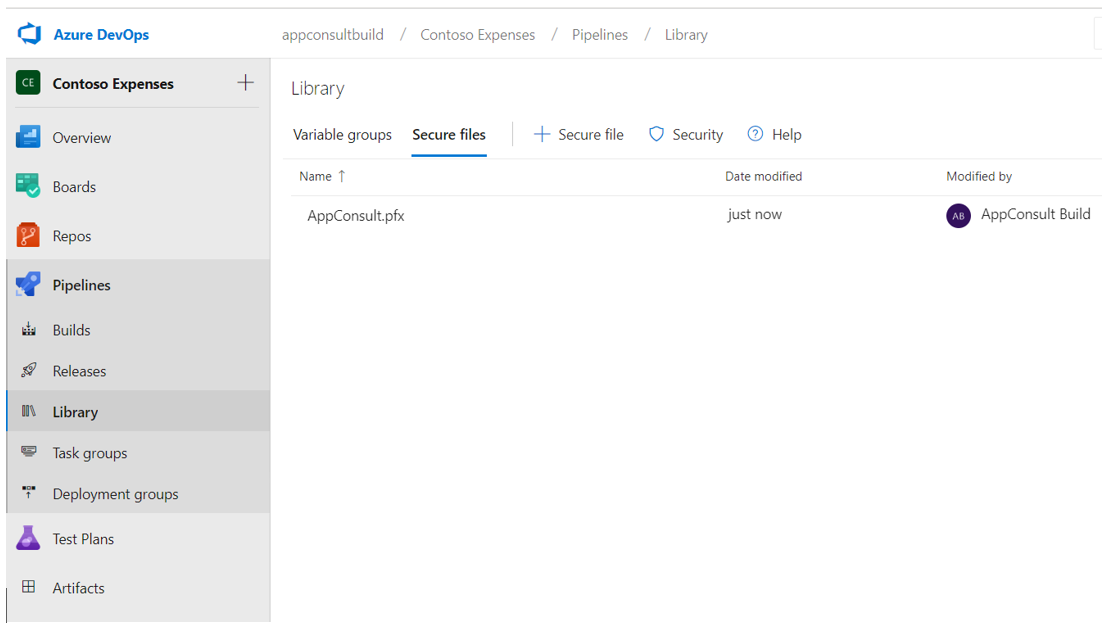 Azure DevOps
appconsultbuild / Contoso Expenses / Pipelines / Library
CE Contoso Expenses +
Overview
Boards
Repos
Pipelines
Builds
Releases
Library
Task groups
Deployment groups
Test Plans
Artifacts
Library
Variable groups Secure files + Secure file Security ? Help
Name ↑ Date modified Modified by
AppConsult.pfx just now AB AppConsult Build